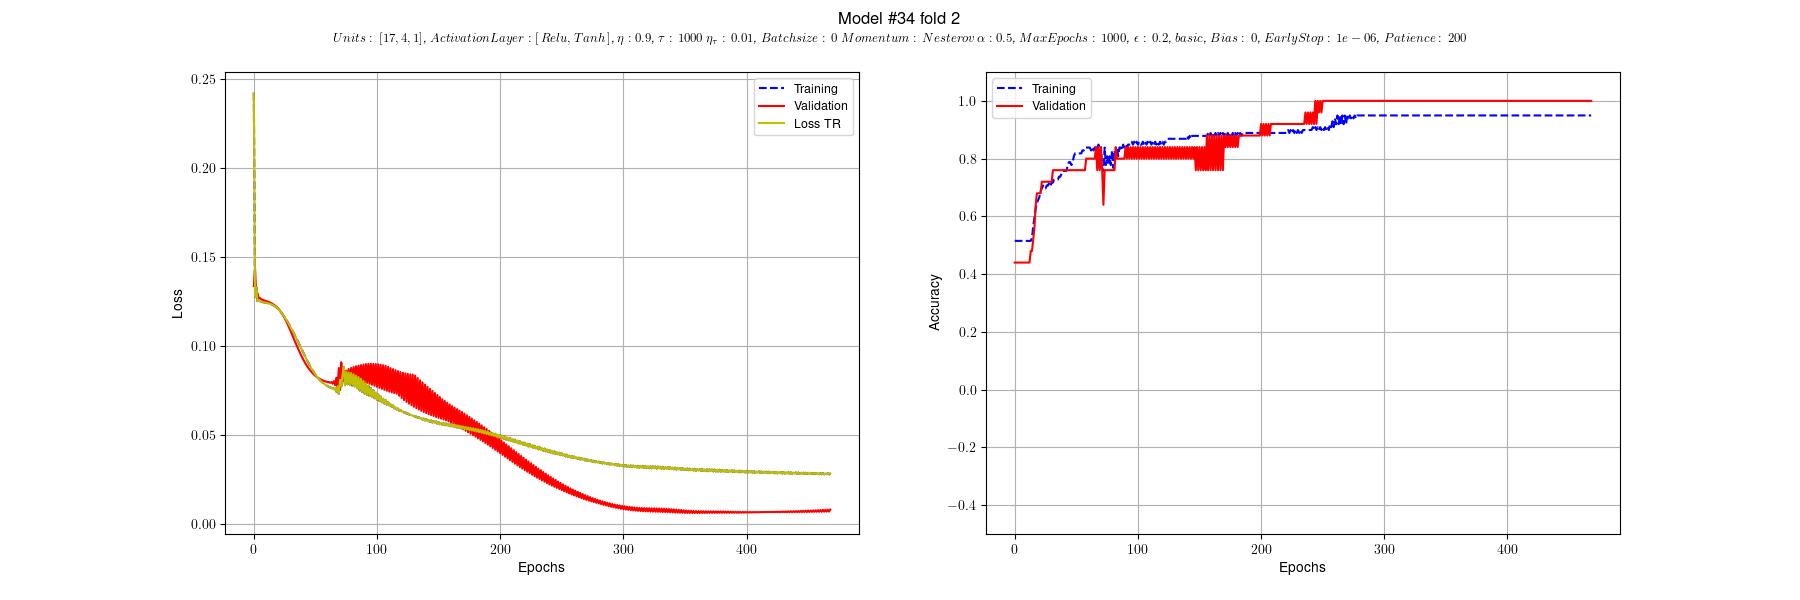 Model #34 fold 2
Units : [17, 4, 1], ActivationLayer : [Relu, Tanh], η : 0.9, τ : 1000 ητ : 0.01, Batchsize : 0 Momentum : Nesterov α : 0.5, MaxEpochs : 1000, ϵ : 0.2, basic, Bias : 0, EarlyStop : 1e − 06, Patience : 200
0.25
0.20
0.15
0.10
0.05
0.00
Loss
0 100 200 300 400
Epochs
Training
Validation
Loss TR
1.0
0.8
0.6
0.4
0.2
0.0
−0.2
−0.4
Accuracy
0 100 200 300 400
Epochs
Training
Validation